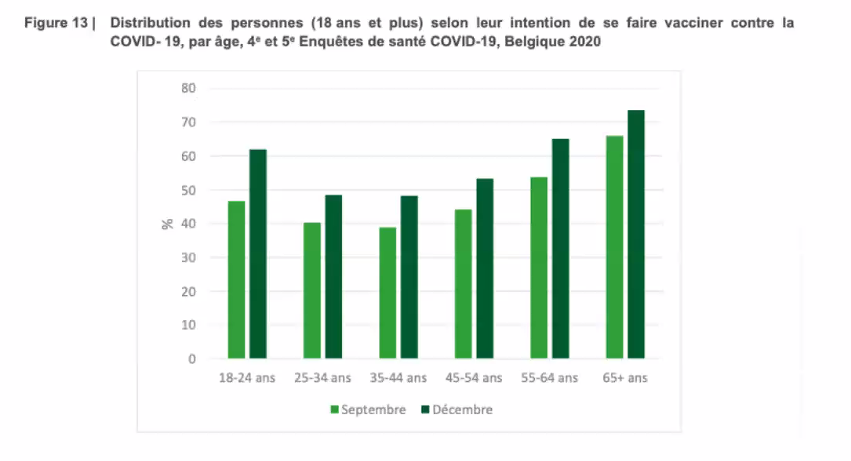 Figure 13 | Distribution des personnes (18 ans et plus) selon leur intention de se faire vacciner contre la
COVID- 19, par âge, 4e et 5e Enquêtes de santé COVID-19, Belgique 2020
80
70
60
50
%
40
30
20
10
0
18-24 ans 25-34 ans 35-44 ans 45-54 ans 55-64 ans 65+ ans
Septembre Décembre